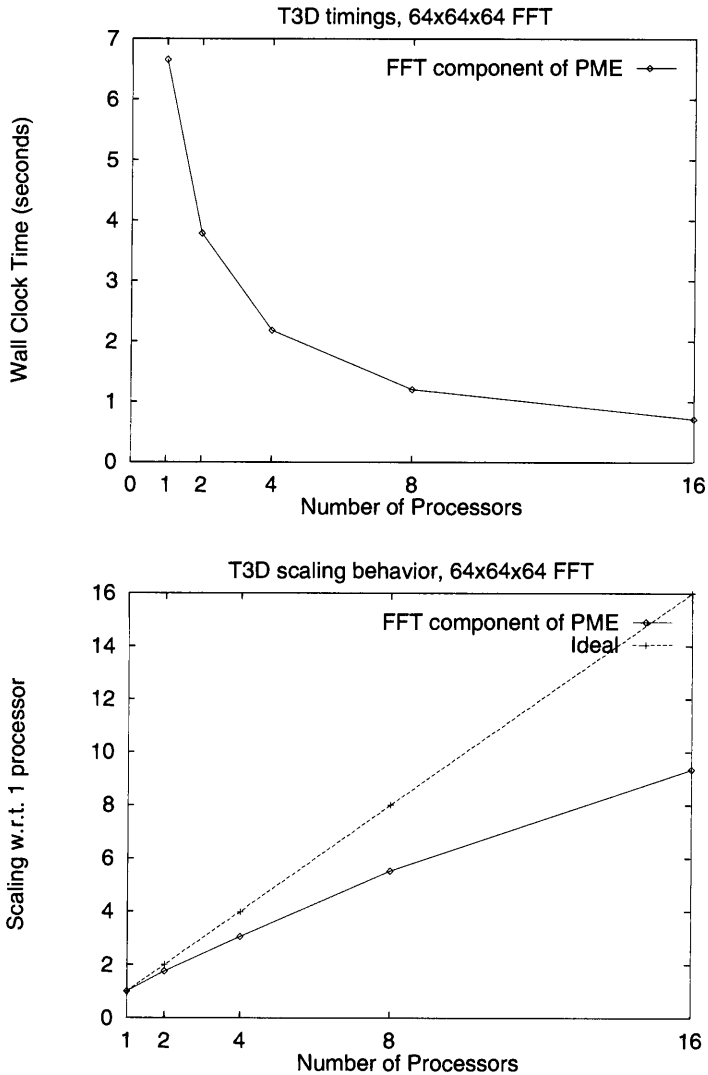 T3D timings, 64x64x64 FFT
7
6
5
4
3
2
1
0
FFT component of PME
Wall Clock Time (seconds)
0 1 2 4 8 16
Number of Processors
T3D scaling behavior, 64x64x64 FFT
16
14
12
10
8
6
4
2
0
FFT component of PME
Ideal
Scaling w.r.t. 1 processor
1 2 4 8 16
Number of Processors